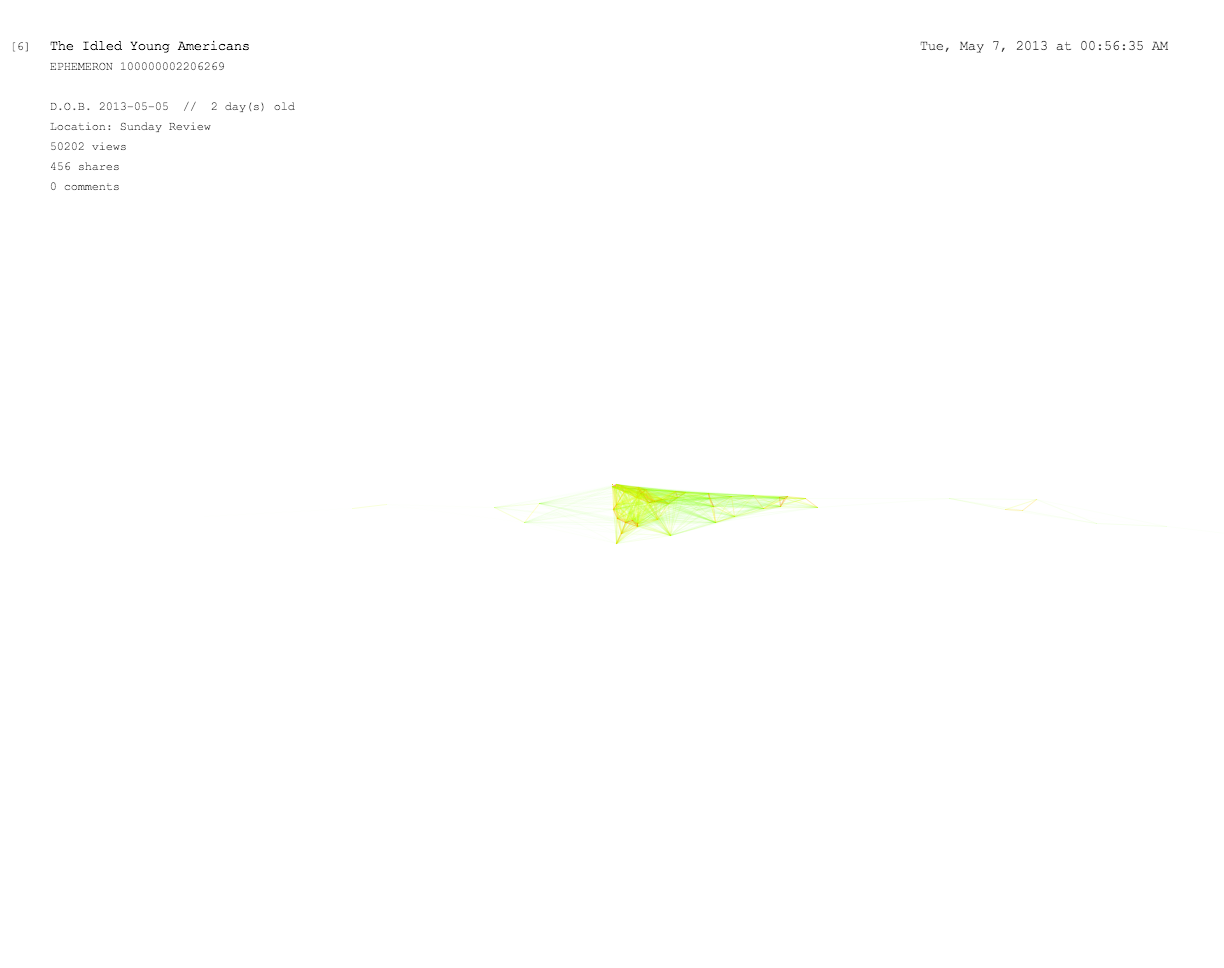 [6] The Idled Young Americans
Tue, May 7, 2013 at 00:56:35 AM
EPHEMERON 100000002206269
D.O.B. 2013-05-05 // 2 day(s) old
Location: Sunday Review
50202 views
456 shares
0 comments